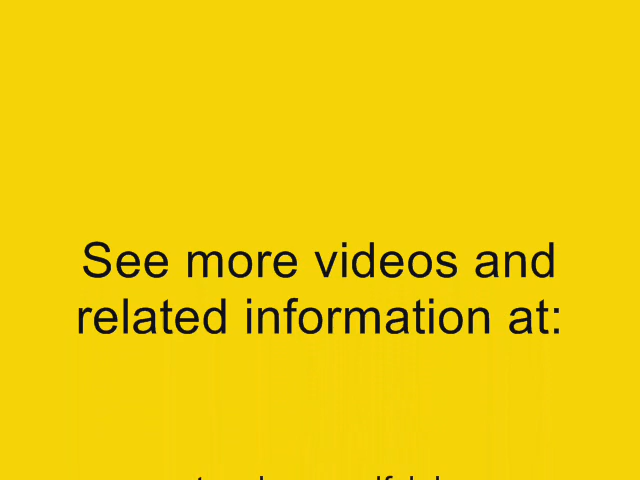 See more videos and
related information at: